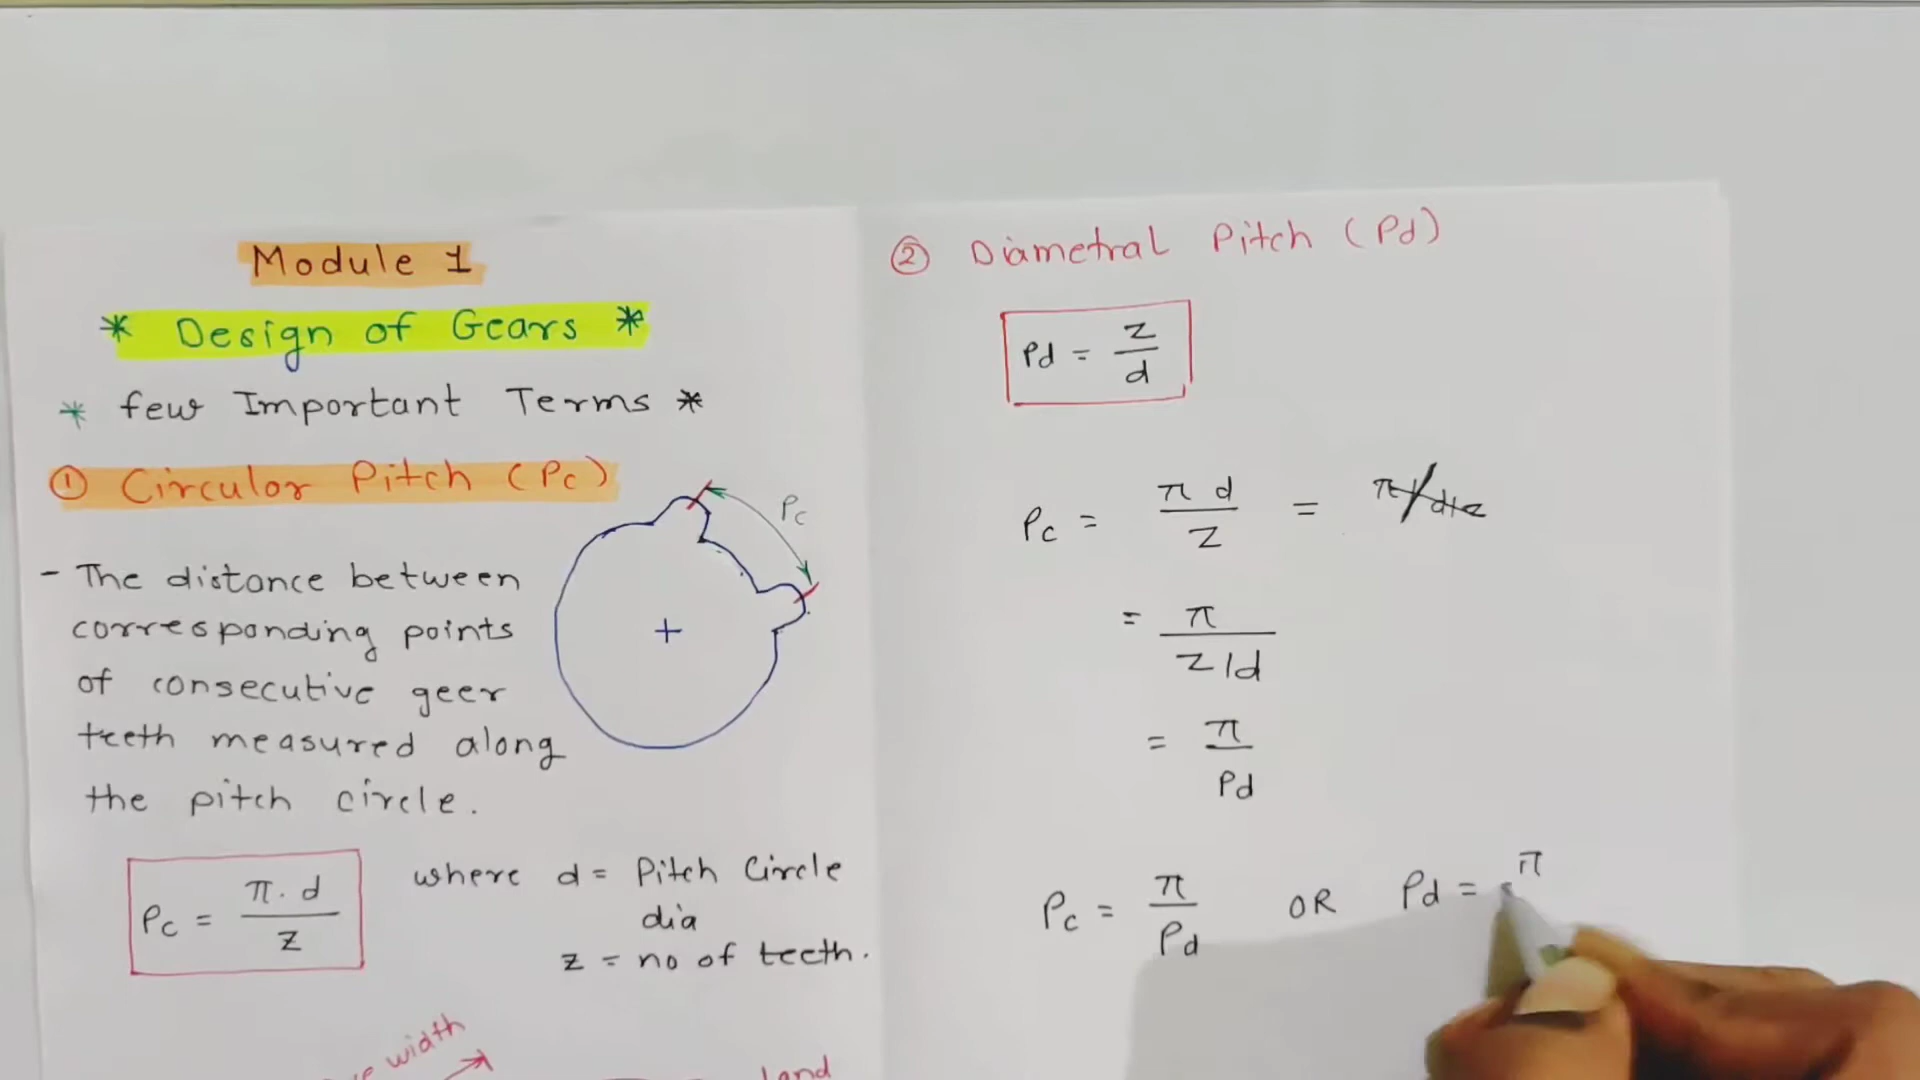 Module 1
* Design of Gears *
* few Important Terms *
① Circular Pitch (Pc)
Pc
- The distance between
corresponding points
of consecutive geer
teeth measured along
the pitch circle.
Pc = π. d / z
where d = Pitch Circle
dia
z = no of teeth.
width
Land
② Diametral Pitch (Pd)
Pd = z / d
Pc = π d / z =
= π / z/d
= π / Pd
Pc = π / Pd OR Pd = π